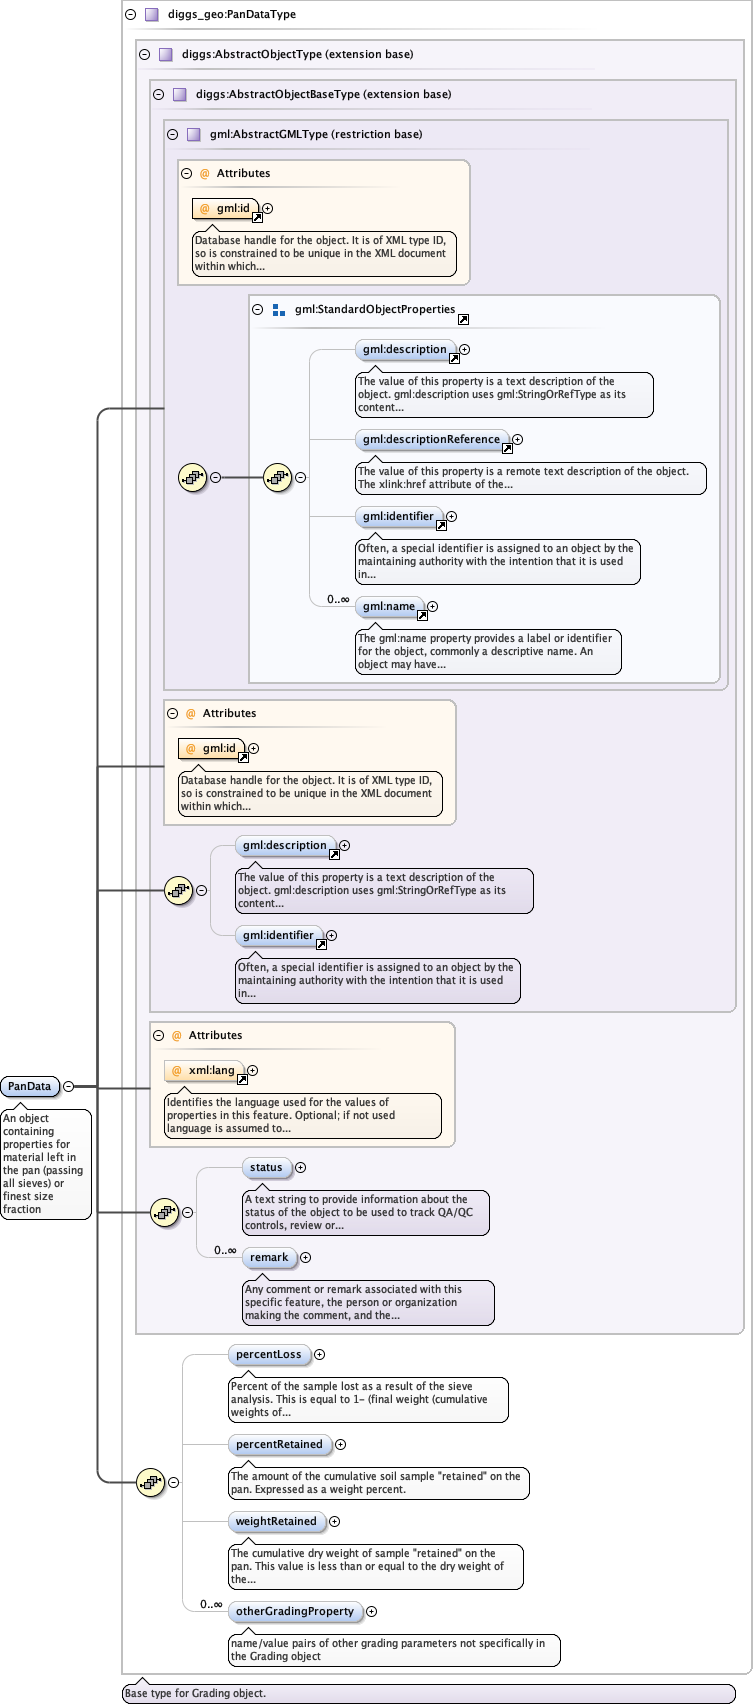 diggs_geo:PanDataType
diggs:AbstractObjectType (extension base)
diggs:AbstractObjectBaseType (extension base)
gml:AbstractGMLType (restriction base)
@ Attributes
@ gml:id
Database handle for the object. It is of XML type ID,
so is constrained to be unique in the XML document
within which...
gml:StandardObjectProperties
gml:description
The value of this property is a text description of the
object. gml:description uses gml:StringOrRefType as its
content...
gml:descriptionReference
The value of this property is a remote text description of the object.
The xlink:href attribute of the...
gml:identifier
Often, a special identifier is assigned to an object by the
maintaining authority with the intention that it is used
in...
0..∞
gml:name
The gml:name property provides a label or identifier
for the object, commonly a descriptive name. An
object may have...
@ Attributes
@ gml:id
Database handle for the object. It is of XML type ID,
so is constrained to be unique in the XML document
within which...
gml:description
The value of this property is a text description of the
object. gml:description uses gml:StringOrRefType as its
content...
gml:identifier
Often, a special identifier is assigned to an object by the
maintaining authority with the intention that it is used
in...
@ Attributes
@ xml:lang
Identifies the language used for the values of
properties in this feature. Optional; if not used
language is assumed to...
PanData
An object
containing
properties for
material left in
the pan (passing
all sieves) or
finest size
fraction
status
A text string to provide information about the
status of the object to be used to track QA/QC
controls, review or...
0..∞
remark
Any comment or remark associated with this
specific feature, the person or organization
making the comment, and the...
percentLoss
Percent of the sample lost as a result of the sieve
analysis. This is equal to 1- (final weight (cumulative
weights of...
percentRetained
The amount of the cumulative soil sample "retained" on the
pan. Expressed as a weight percent.
weightRetained
The cumulative dry weight of sample "retained" on the
pan. This value is less than or equal to the dry weight of
the...
0..∞
otherGradingProperty
name/value pairs of other grading parameters not specifically in
the Grading object
Base type for Grading object.